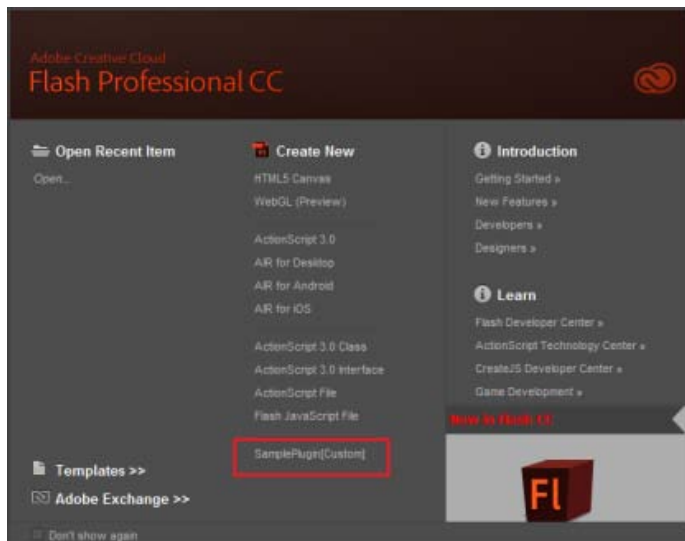 Adobe Creative Cloud
Flash Professional CC
Open Recent Item
Open...
Templates >>
Adobe Exchange >>
Don't show again
Create New
HTML5 Canvas
WebGL (Preview)
ActionScript 3.0
AIR for Desktop
AIR for Android
AIR for iOS
ActionScript 3.0 Class
ActionScript 3.0 Interface
ActionScript File
Flash JavaScript File
SamplePlugin[Custom]
Introduction
Getting Started »
New Features »
Developers »
Designers »
Learn
Flash Developer Center »
ActionScript Technology Center »
CreateJS Developer Center »
Game Development »
New in Flash CC
Fl